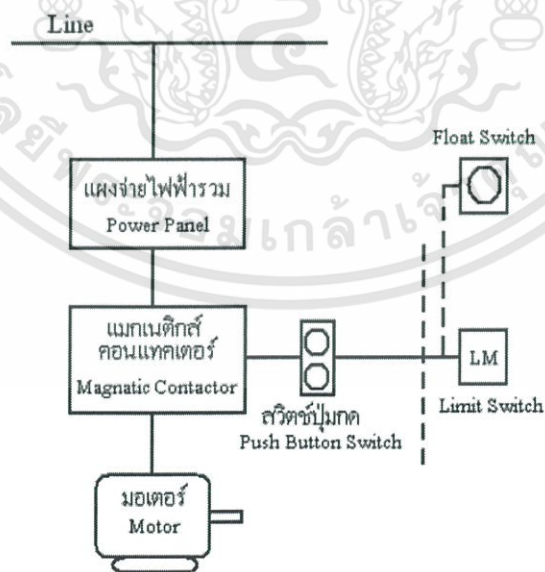 Line
Float Switch
แผงจ่ายไฟฟ้ารวม
Power Panel
แมกเนติกส์
คอนแทคเตอร์
Magnatic Contactor
สวิตช์ปุ่มกด
Push Button Switch
LM
Limit Switch
มอเตอร์
Motor